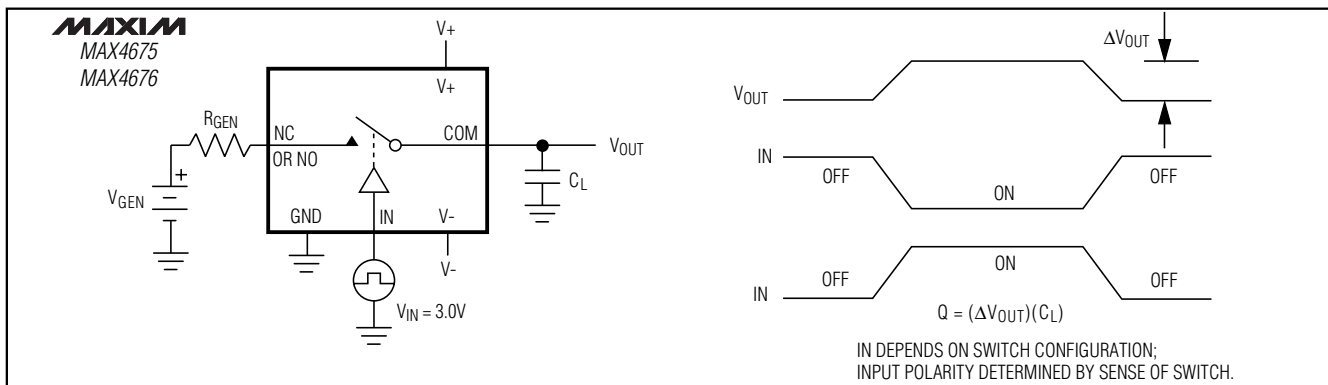 MAXIM
MAX4675
MAX4676
V+
V+
RGEN
NC
OR NO
COM
VOUT
VGEN
+
CL
GND
IN
V-
V-
VIN = 3.0V
ΔVOUT
VOUT
IN
OFF
ON
OFF
IN
OFF
ON
OFF
Q = (ΔVOUT)(CL)
IN DEPENDS ON SWITCH CONFIGURATION;
INPUT POLARITY DETERMINED BY SENSE OF SWITCH.